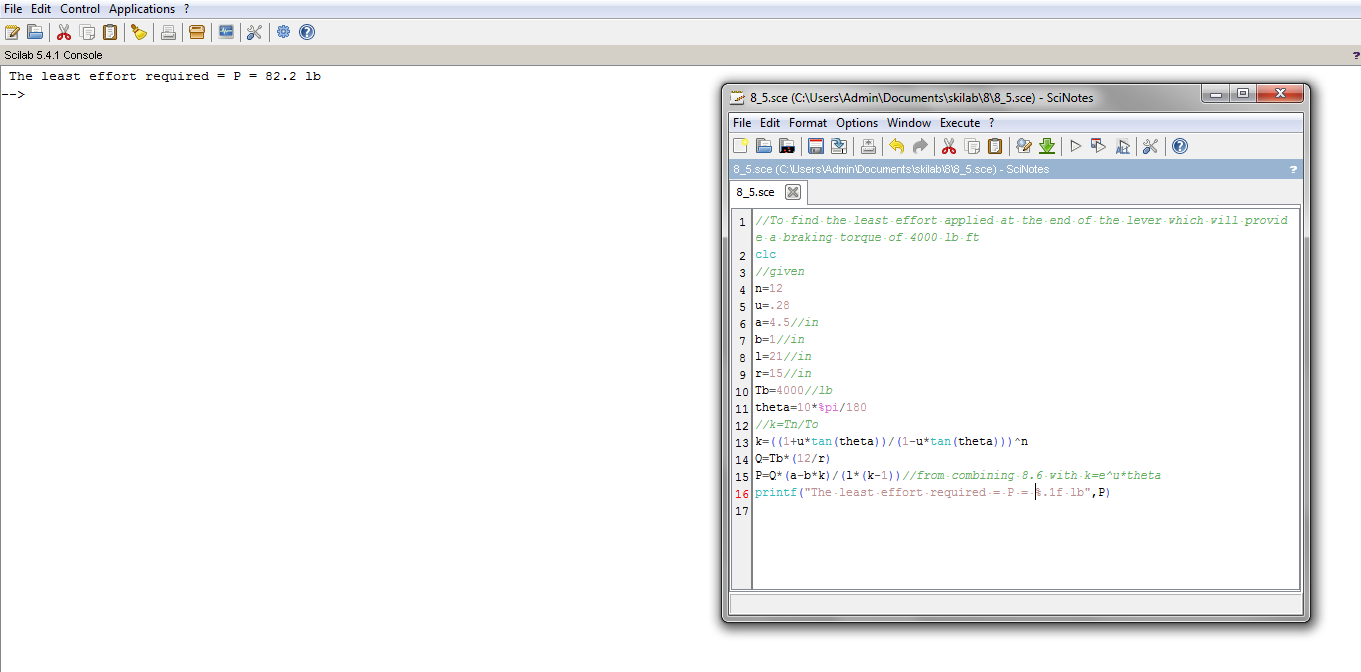 File Edit Control Applications ?
Scilab 5.4.1 Console
?
The least effort required = P = 82.2 lb
-->
8_5.sce (C:\Users\Admin\Documents\skilab\8\8_5.sce) - SciNotes
File Edit Format Options Window Execute ?
8_5.sce (C:\Users\Admin\Documents\skilab\8\8_5.sce) - SciNotes
?
8_5.sce
1 //To find the least effort applied at the end of the lever which will provid
e a braking torque of 4000 lb ft
2 clc
3 //given
4 n=12
5 u=.28
6 a=4.5//in
7 b=1//in
8 l=21//in
9 r=15//in
10 Tb=4000//lb
11 theta=10*%pi/180
12 //k=Tn/To
13 k=((1+u*tan(theta))/(1-u*tan(theta)))^n
14 Q=Tb*(12/r)
15 P=Q*(a-b*k)/(l*(k-1))//from combining 8.6 with k=e^u*theta
16 printf("The least effort required = P = %.1f lb",P)
17